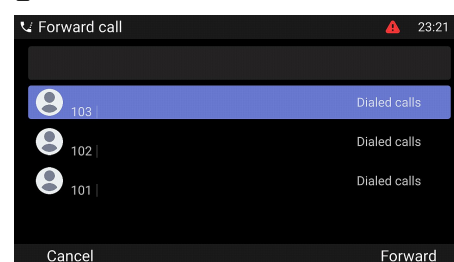 Forward call 23:21
103 | Dialed calls
102 | Dialed calls
101 | Dialed calls
Cancel Forward